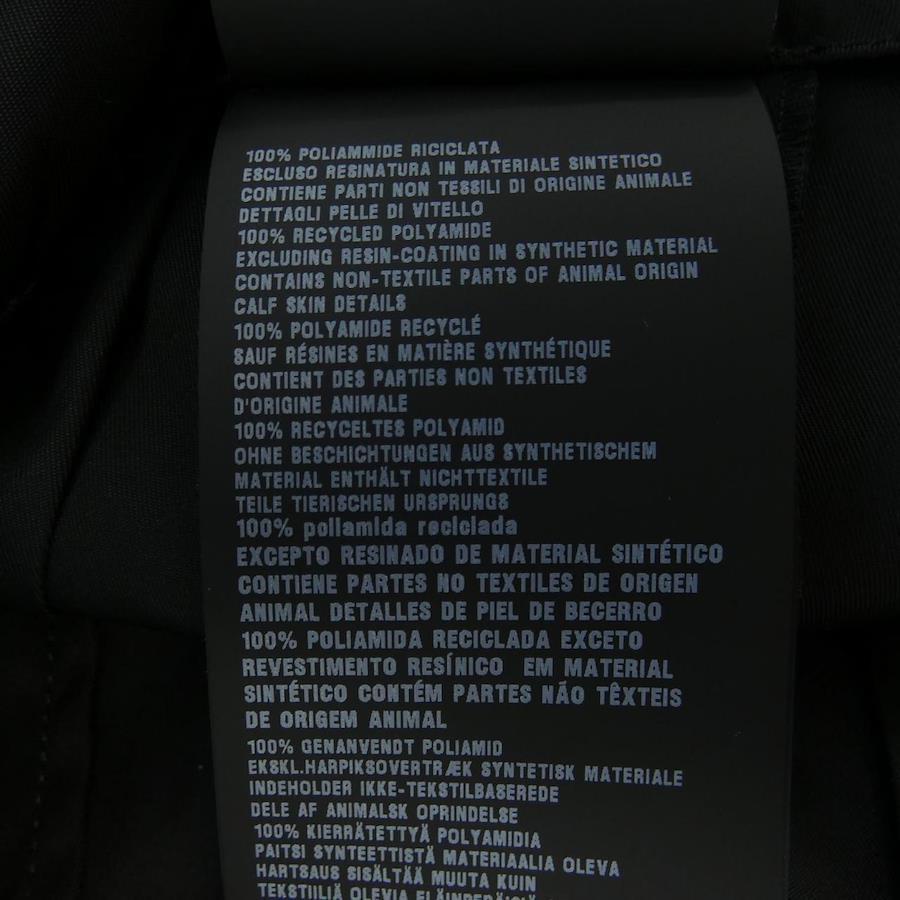 100% POLIAMMIDE RICICLATA
ESCLUSO RESINATURA IN MATERIALE SINTETICO
CONTIENE PARTI NON TESSILI DI ORIGINE ANIMALE
DETTAGLI PELLE DI VITELLO
100% RECYCLED POLYAMIDE
EXCLUDING RESIN-COATING IN SYNTHETIC MATERIAL
CONTAINS NON-TEXTILE PARTS OF ANIMAL ORIGIN
CALF SKIN DETAILS
100% POLYAMIDE RECYCLÉ
SAUF RÉSINES EN MATIÈRE SYNTHÉTIQUE
CONTIENT DES PARTIES NON TEXTILES
D'ORIGINE ANIMALE
100% RECYCELTES POLYAMID
OHNE BESCHICHTUNGEN AUS SYNTHETISCHEM
MATERIAL ENTHÄLT NICHTTEXTILE
TEILE TIERISCHEN URSPRUNGS
100% poliamida reciclada
EXCEPTO RESINADO DE MATERIAL SINTÉTICO
CONTIENE PARTES NO TEXTILES DE ORIGEN
ANIMAL DETALLES DE PIEL DE BECERRO
100% POLIAMIDA RECICLADA EXCETO
REVESTIMENTO RESÍNICO EM MATERIAL
SINTÉTICO CONTÉM PARTES NÃO TÊXTEIS
DE ORIGEM ANIMAL
100% GENANVENDT POLIAMID
EKSKL.HARPIKSOVERTRÆK SYNTETISK MATERIALE
INDEHOLDER IKKE-TEKSTILBASEREDE
DELE AF ANIMALSK OPRINDELSE
100% KIERRÄTETTYÄ POLYAMIDIA
PAITSI SYNTEETTISTÄ MATERIAALIA OLEVA
HARTSAUS SISÄLTÄÄ MUUTA KUIN
TEKSTIILIÄ OLEVIA